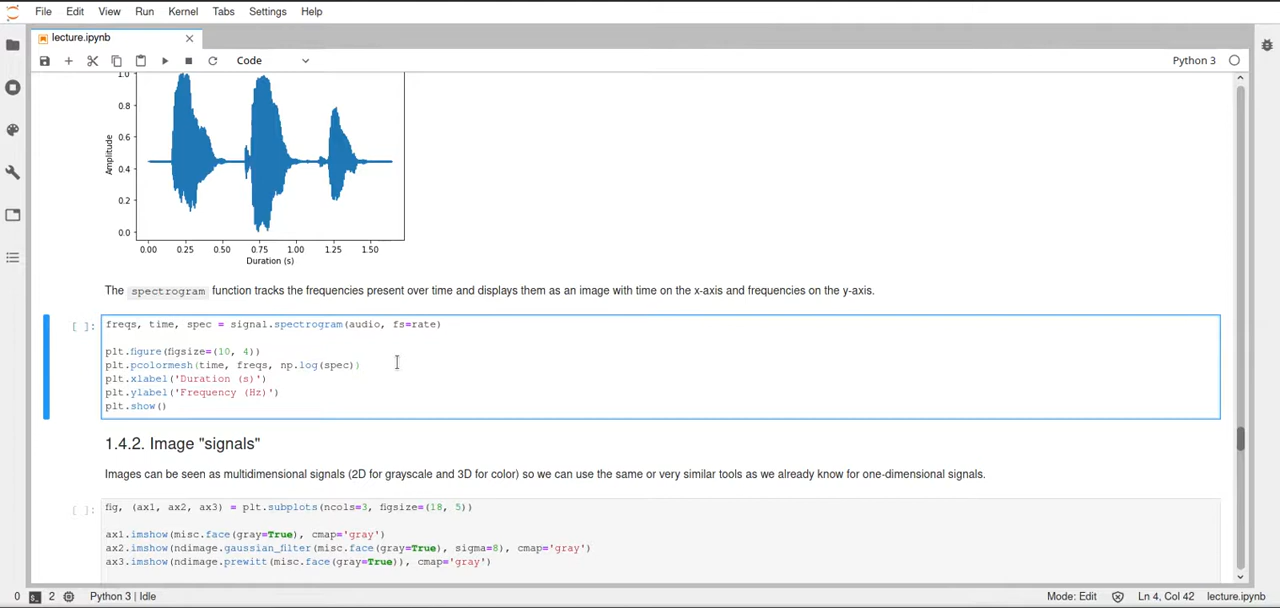 File Edit View Run Kernel Tabs Settings Help
lecture.ipynb
Code
Python 3
1.0
0.8
0.6
0.4
0.2
0.0
Amplitude
0.00 0.25 0.50 0.75 1.00 1.25 1.50
Duration (s)
The spectrogram function tracks the frequencies present over time and displays them as an image with time on the x-axis and frequencies on the y-axis.
[ ]:
freqs, time, spec = signal.spectrogram(audio, fs=rate)
plt.figure(figsize=(10, 4))
plt.pcolormesh(time, freqs, np.log(spec))
plt.xlabel('Duration (s)')
plt.ylabel('Frequency (Hz)')
plt.show()
1.4.2. Image "signals"
Images can be seen as multidimensional signals (2D for grayscale and 3D for color) so we can use the same or very similar tools as we already know for one-dimensional signals.
[ ]:
fig, (ax1, ax2, ax3) = plt.subplots(ncols=3, figsize=(18, 5))
ax1.imshow(misc.face(gray=True), cmap='gray')
ax2.imshow(ndimage.gaussian_filter(misc.face(gray=True), sigma=8), cmap='gray')
ax3.imshow(ndimage.prewitt(misc.face(gray=True)), cmap='gray')
0 2 Python 3 | Idle
Mode: Edit Ln 4, Col 42 lecture.ipynb